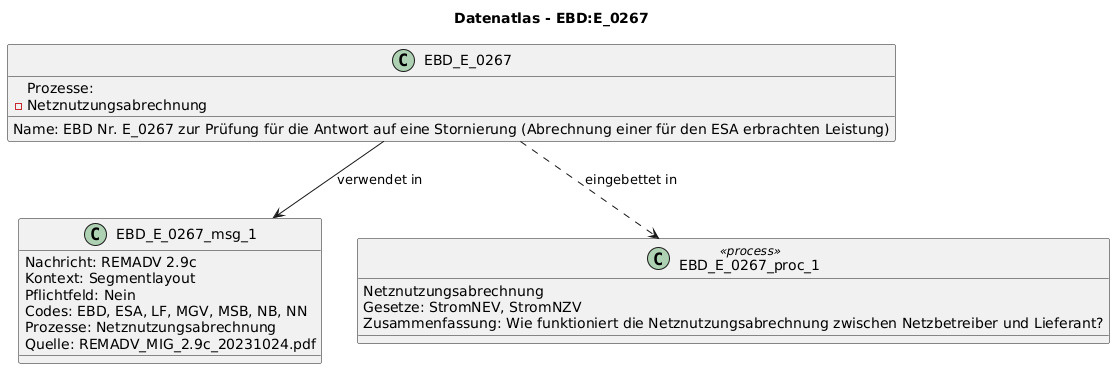 Datenatlas - EBD:E_0267
C EBD_E_0267
Prozesse:
Netznutzungsabrechnung
Name: EBD Nr. E_0267 zur Prüfung für die Antwort auf eine Stornierung (Abrechnung einer für den ESA erbrachten Leistung)
verwendet in
eingebettet in
C EBD_E_0267_msg_1
Nachricht: REMADV 2.9c
Kontext: Segmentlayout
Pflichtfeld: Nein
Codes: EBD, ESA, LF, MGV, MSB, NB, NN
Prozesse: Netznutzungsabrechnung
Quelle: REMADV_MIG_2.9c_20231024.pdf
«process»
C EBD_E_0267_proc_1
Netznutzungsabrechnung
Gesetze: StromNEV, StromNZV
Zusammenfassung: Wie funktioniert die Netznutzungsabrechnung zwischen Netzbetreiber und Lieferant?